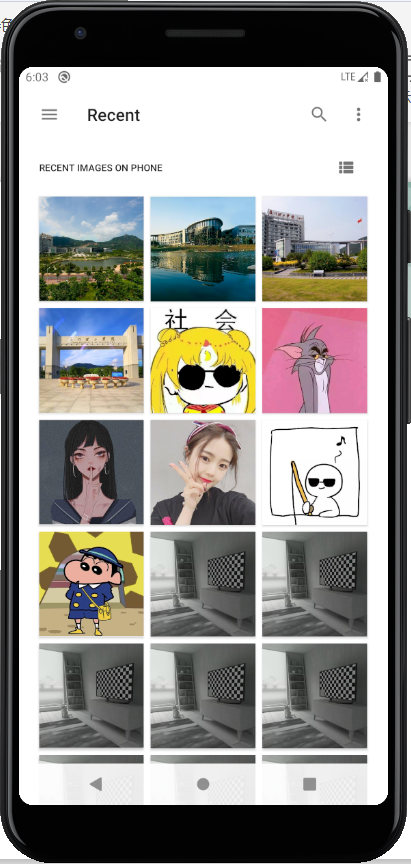 6:03
LTE
Recent
RECENT IMAGES ON PHONE
社 会